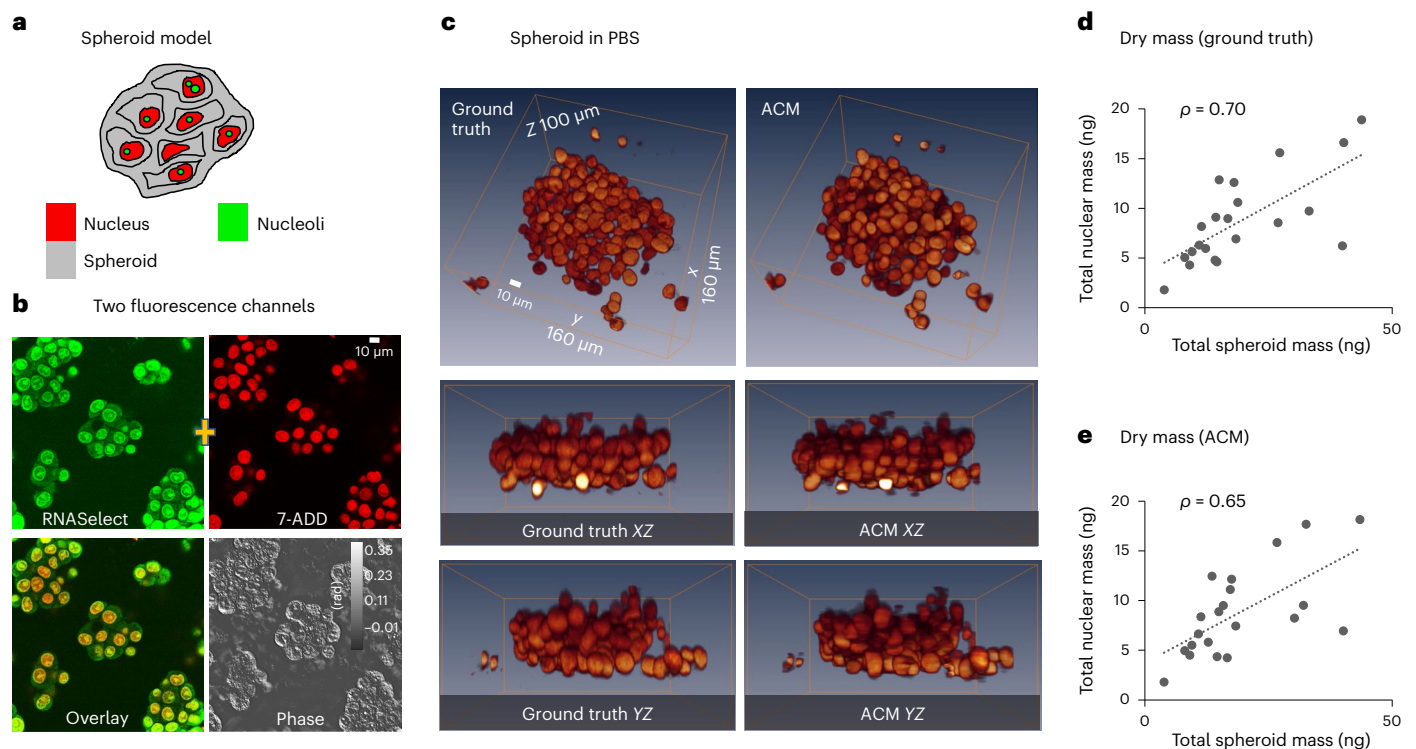 a
Spheroid model
Nucleus
Nucleoli
Spheroid
b
Two fluorescence channels
10 µm
RNASelect
7-ADD
Overlay
Phase
0.35
0.23
0.11
–0.01
(rad)
c
Spheroid in PBS
Ground
truth
Z 100 µm
x
160 µm
y
160 µm
10 µm
ACM
Ground truth XZ
ACM XZ
Ground truth YZ
ACM YZ
d
Dry mass (ground truth)
ρ = 0.70
Total nuclear mass (ng)
20
15
10
5
0
0
50
Total spheroid mass (ng)
e
Dry mass (ACM)
ρ = 0.65
Total nuclear mass (ng)
20
15
10
5
0
0
50
Total spheroid mass (ng)